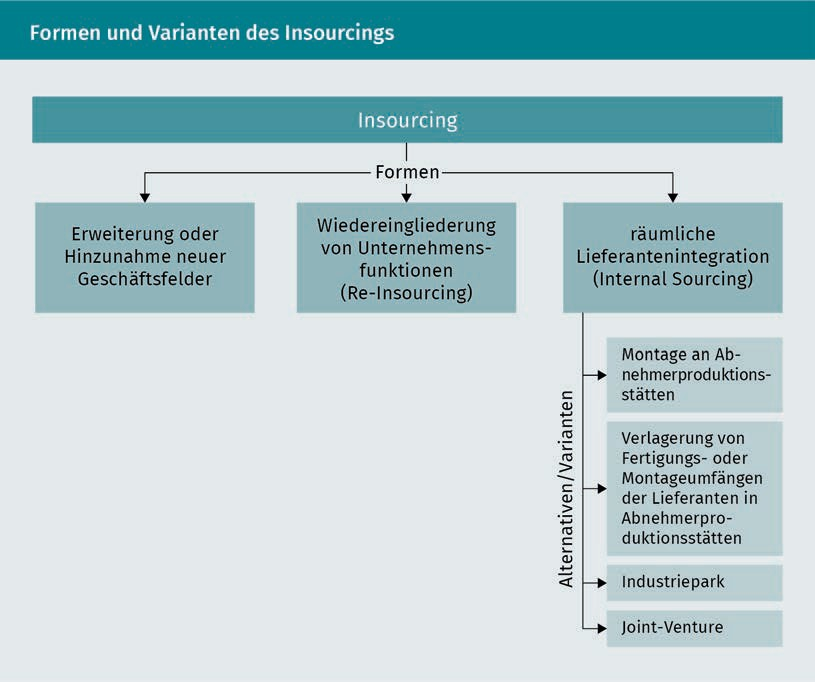 Formen und Varianten des Insourcings
Insourcing
Formen
Erweiterung oder
Hinzunahme neuer
Geschäftsfelder
Wiedereingliederung
von Unternehmens-
funktionen
(Re-Insourcing)
räumliche
Lieferantenintegration
(Internal Sourcing)
Alternativen/Varianten
Montage an Ab-
nehmerproduktions-
stätten
Verlagerung von
Fertigungs- oder
Montageumfängen
der Lieferanten in
Abnehmerpro-
duktionsstätten
Industriepark
Joint-Venture